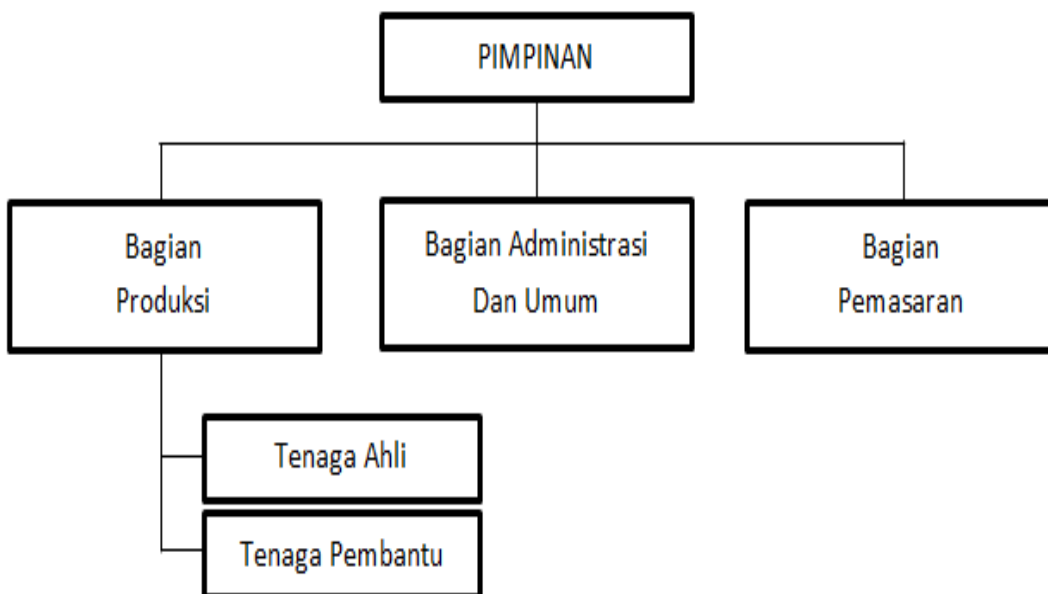 PIMPINAN
Bagian
Produksi
Bagian Administrasi
Dan Umum
Bagian
Pemasaran
Tenaga Ahli
Tenaga Pembantu